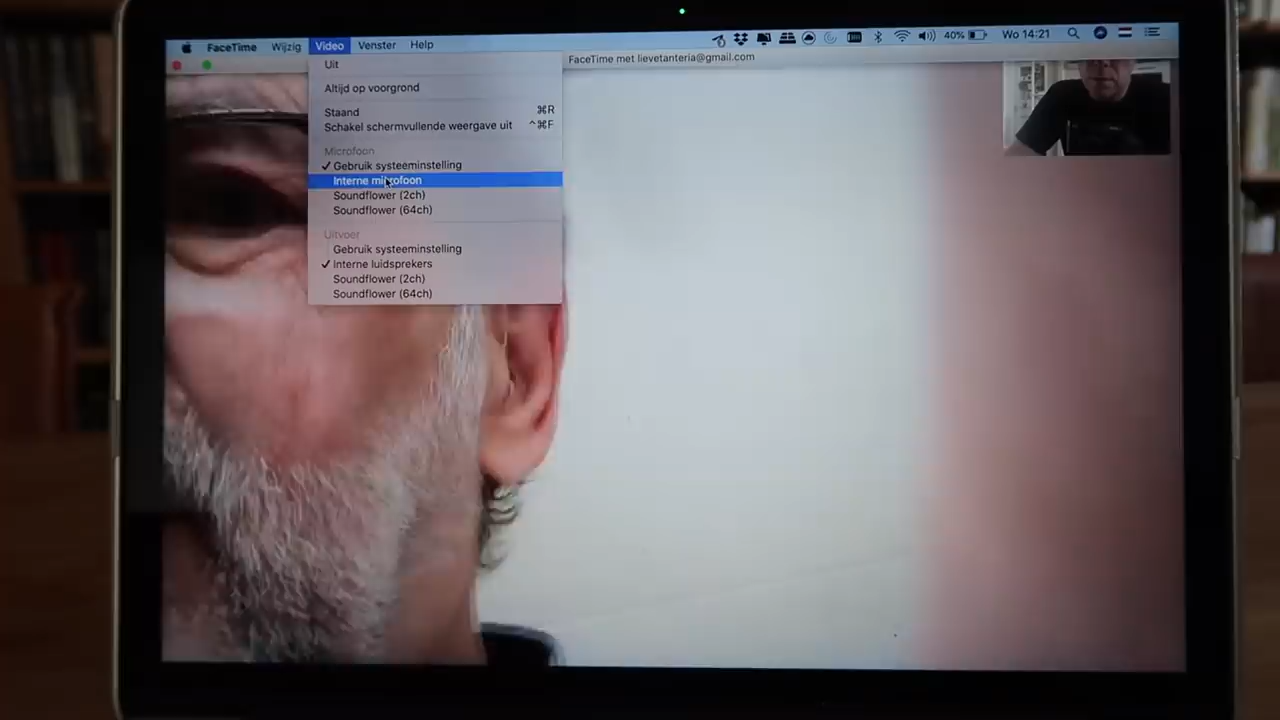 FaceTime Wijzig Video Venster Help 40% Wo 14:21
FaceTime met lievetanteria@gmail.com
Uit
Altijd op voorgrond
Staand ⌘R
Schakel schermvullende weergave uit ^⌘F
Microfoon
✓ Gebruik systeeminstelling
Interne microfoon
Soundflower (2ch)
Soundflower (64ch)
Uitvoer
Gebruik systeeminstelling
✓ Interne luidsprekers
Soundflower (2ch)
Soundflower (64ch)